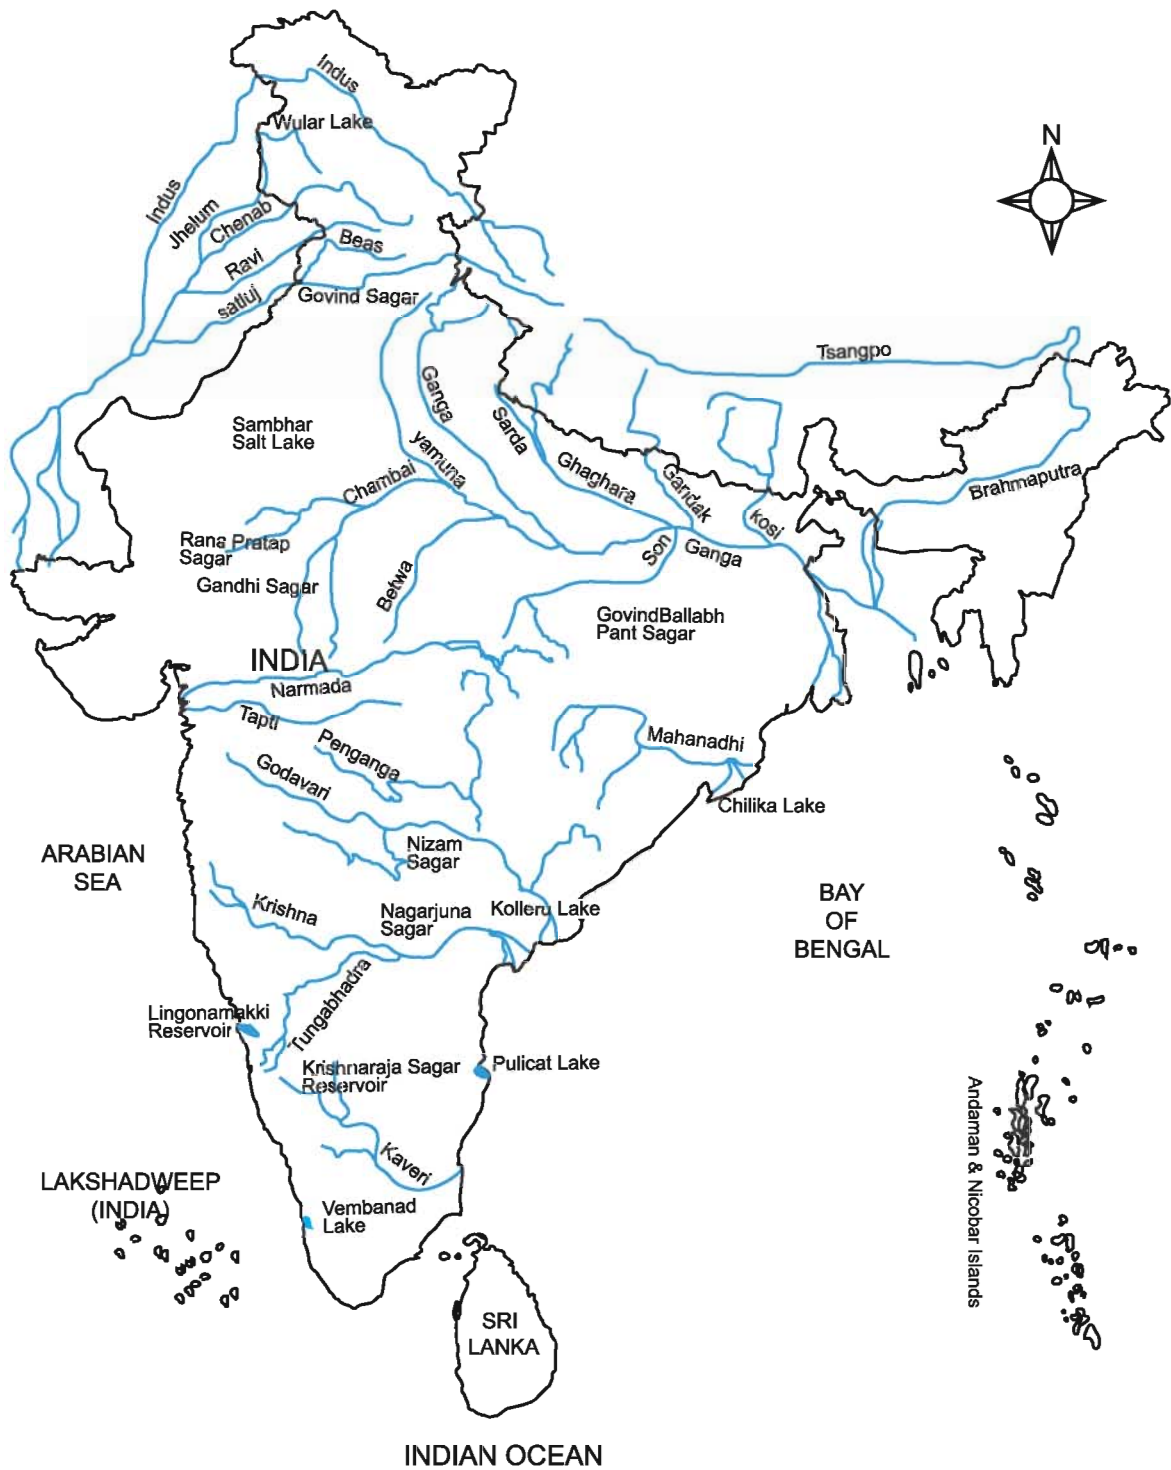 Indus
N
Wular Lake
Indus
Jhelum
Chenab
Beas
Ravi
satluj
Govind Sagar
Tsangpo
Ganga
Sarda
Sambhar
Salt Lake
yamuna
Ghaghara
Chambai
Gandak
Brahmaputra
kosi
Rana Pratap
Sagar
Son
Ganga
Gandhi Sagar
Betwa
GovindBallabh
Pant Sagar
INDIA
Narmada
Tapti
Penganga
Mahanadhi
Godavari
Chilika Lake
Nizam
Sagar
ARABIAN
SEA
BAY
OF
BENGAL
Krishna
Nagarjuna
Sagar
Kolleru Lake
Tungabhadra
Lingonamakki
Reservoir
Krishnaraja Sagar
Reservoir
Pulicat Lake
Andaman & Nicobar Islands
Kaveri
LAKSHADWEEP
(INDIA)
Vembanad
Lake
SRI
LANKA
INDIAN OCEAN